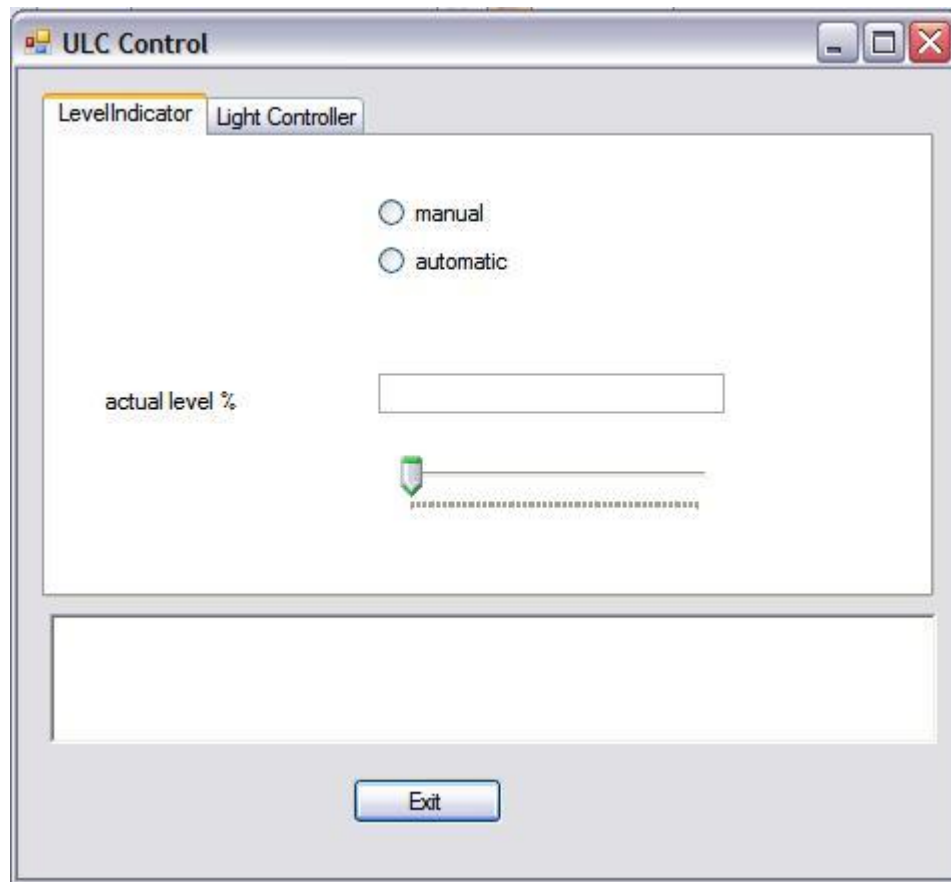 ULC Control
LevelIndicator Light Controller
manual
automatic
actual level %
Exit